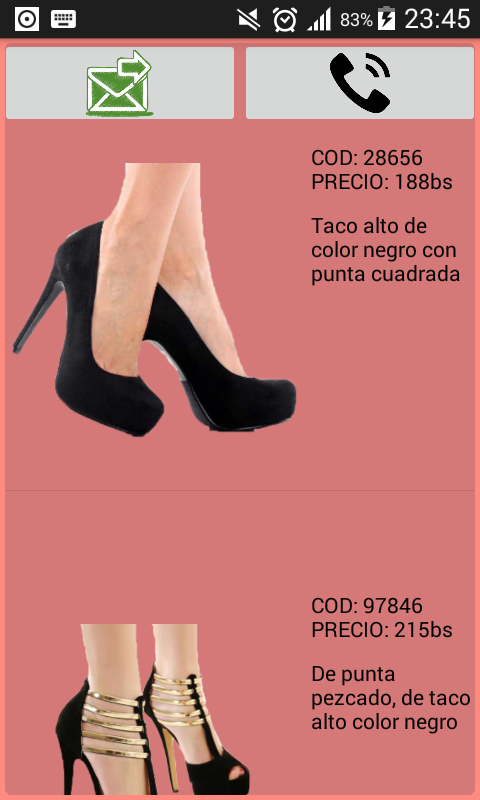 83% 23:45
COD: 28656
PRECIO: 188bs
Taco alto de
color negro con
punta cuadrada
COD: 97846
PRECIO: 215bs
De punta
pezcado, de taco
alto color negro